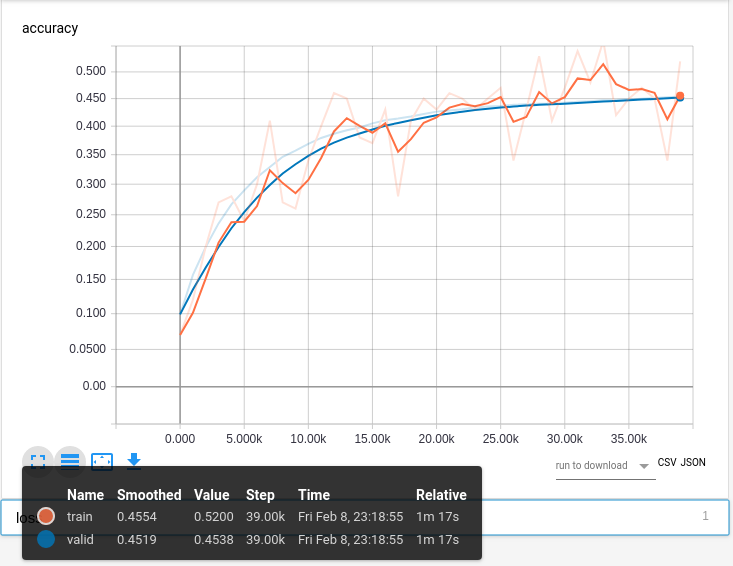 accuracy
0.500
0.450
0.400
0.350
0.300
0.250
0.200
0.150
0.100
0.0500
0.00
0.000 5.000k 10.00k 15.00k 20.00k 25.00k 30.00k 35.00k
run to download CSV JSON
Name Smoothed Value Step Time Relative
train 0.4554 0.5200 39.00k Fri Feb 8, 23:18:55 1m 17s
valid 0.4519 0.4538 39.00k Fri Feb 8, 23:18:55 1m 17s
1